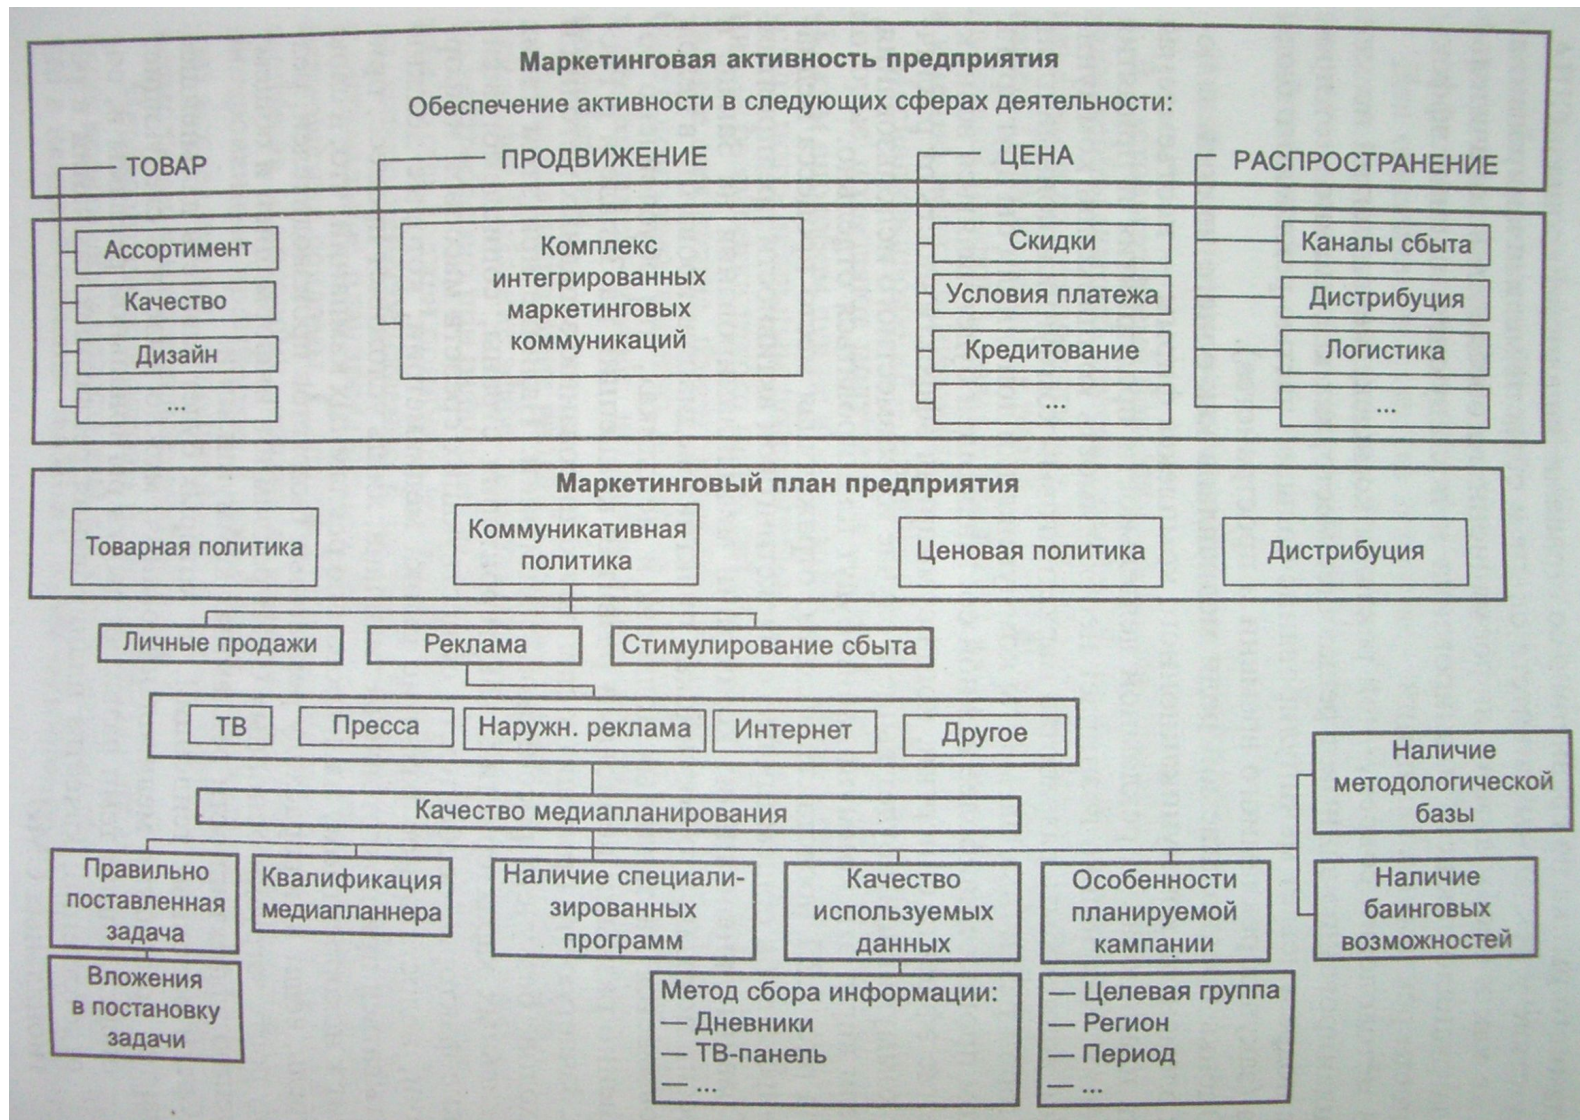 Маркетинговая активность предприятия
Обеспечение активности в следующих сферах деятельности:
ТОВАР
ПРОДВИЖЕНИЕ
ЦЕНА
РАСПРОСТРАНЕНИЕ
Ассортимент
Качество
Дизайн
...
Комплекс
интегрированных
маркетинговых
коммуникаций
Скидки
Условия платежа
Кредитование
...
Каналы сбыта
Дистрибуция
Логистика
...
Маркетинговый план предприятия
Товарная политика
Коммуникативная
политика
Ценовая политика
Дистрибуция
Личные продажи
Реклама
Стимулирование сбыта
ТВ
Пресса
Наружн. реклама
Интернет
Другое
Качество медиапланирования
Наличие
методологической
базы
Правильно
поставленная
задача
Квалификация
медиапланнера
Наличие специали-
зированных
программ
Качество
используемых
данных
Особенности
планируемой
кампании
Наличие
баинговых
возможностей
Вложения
в постановку
задачи
Метод сбора информации:
— Дневники
— ТВ-панель
— ...
— Целевая группа
— Регион
— Период
— ...